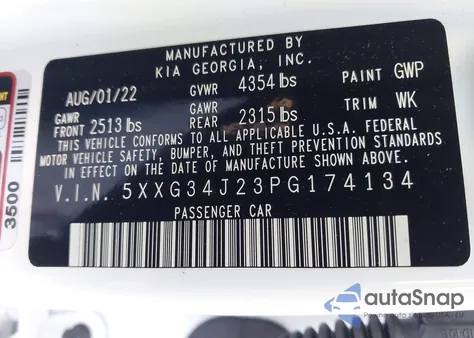 MANUFACTURED BY
KIA GEORGIA, INC.
AUG/01/22 GVWR 4354 lbs PAINT GWP
GAWR FRONT 2513 lbs GAWR REAR 2315 lbs TRIM WK
THIS VEHICLE CONFORMS TO ALL APPLICABLE U.S.A. FEDERAL
MOTOR VEHICLE SAFETY, BUMPER, AND THEFT PREVENTION STANDARDS
IN EFFECT ON THE DATE OF MANUFACTURE SHOWN ABOVE.
V.I.N. 5XXG34J23PG174134
PASSENGER CAR
3500
autoSnap